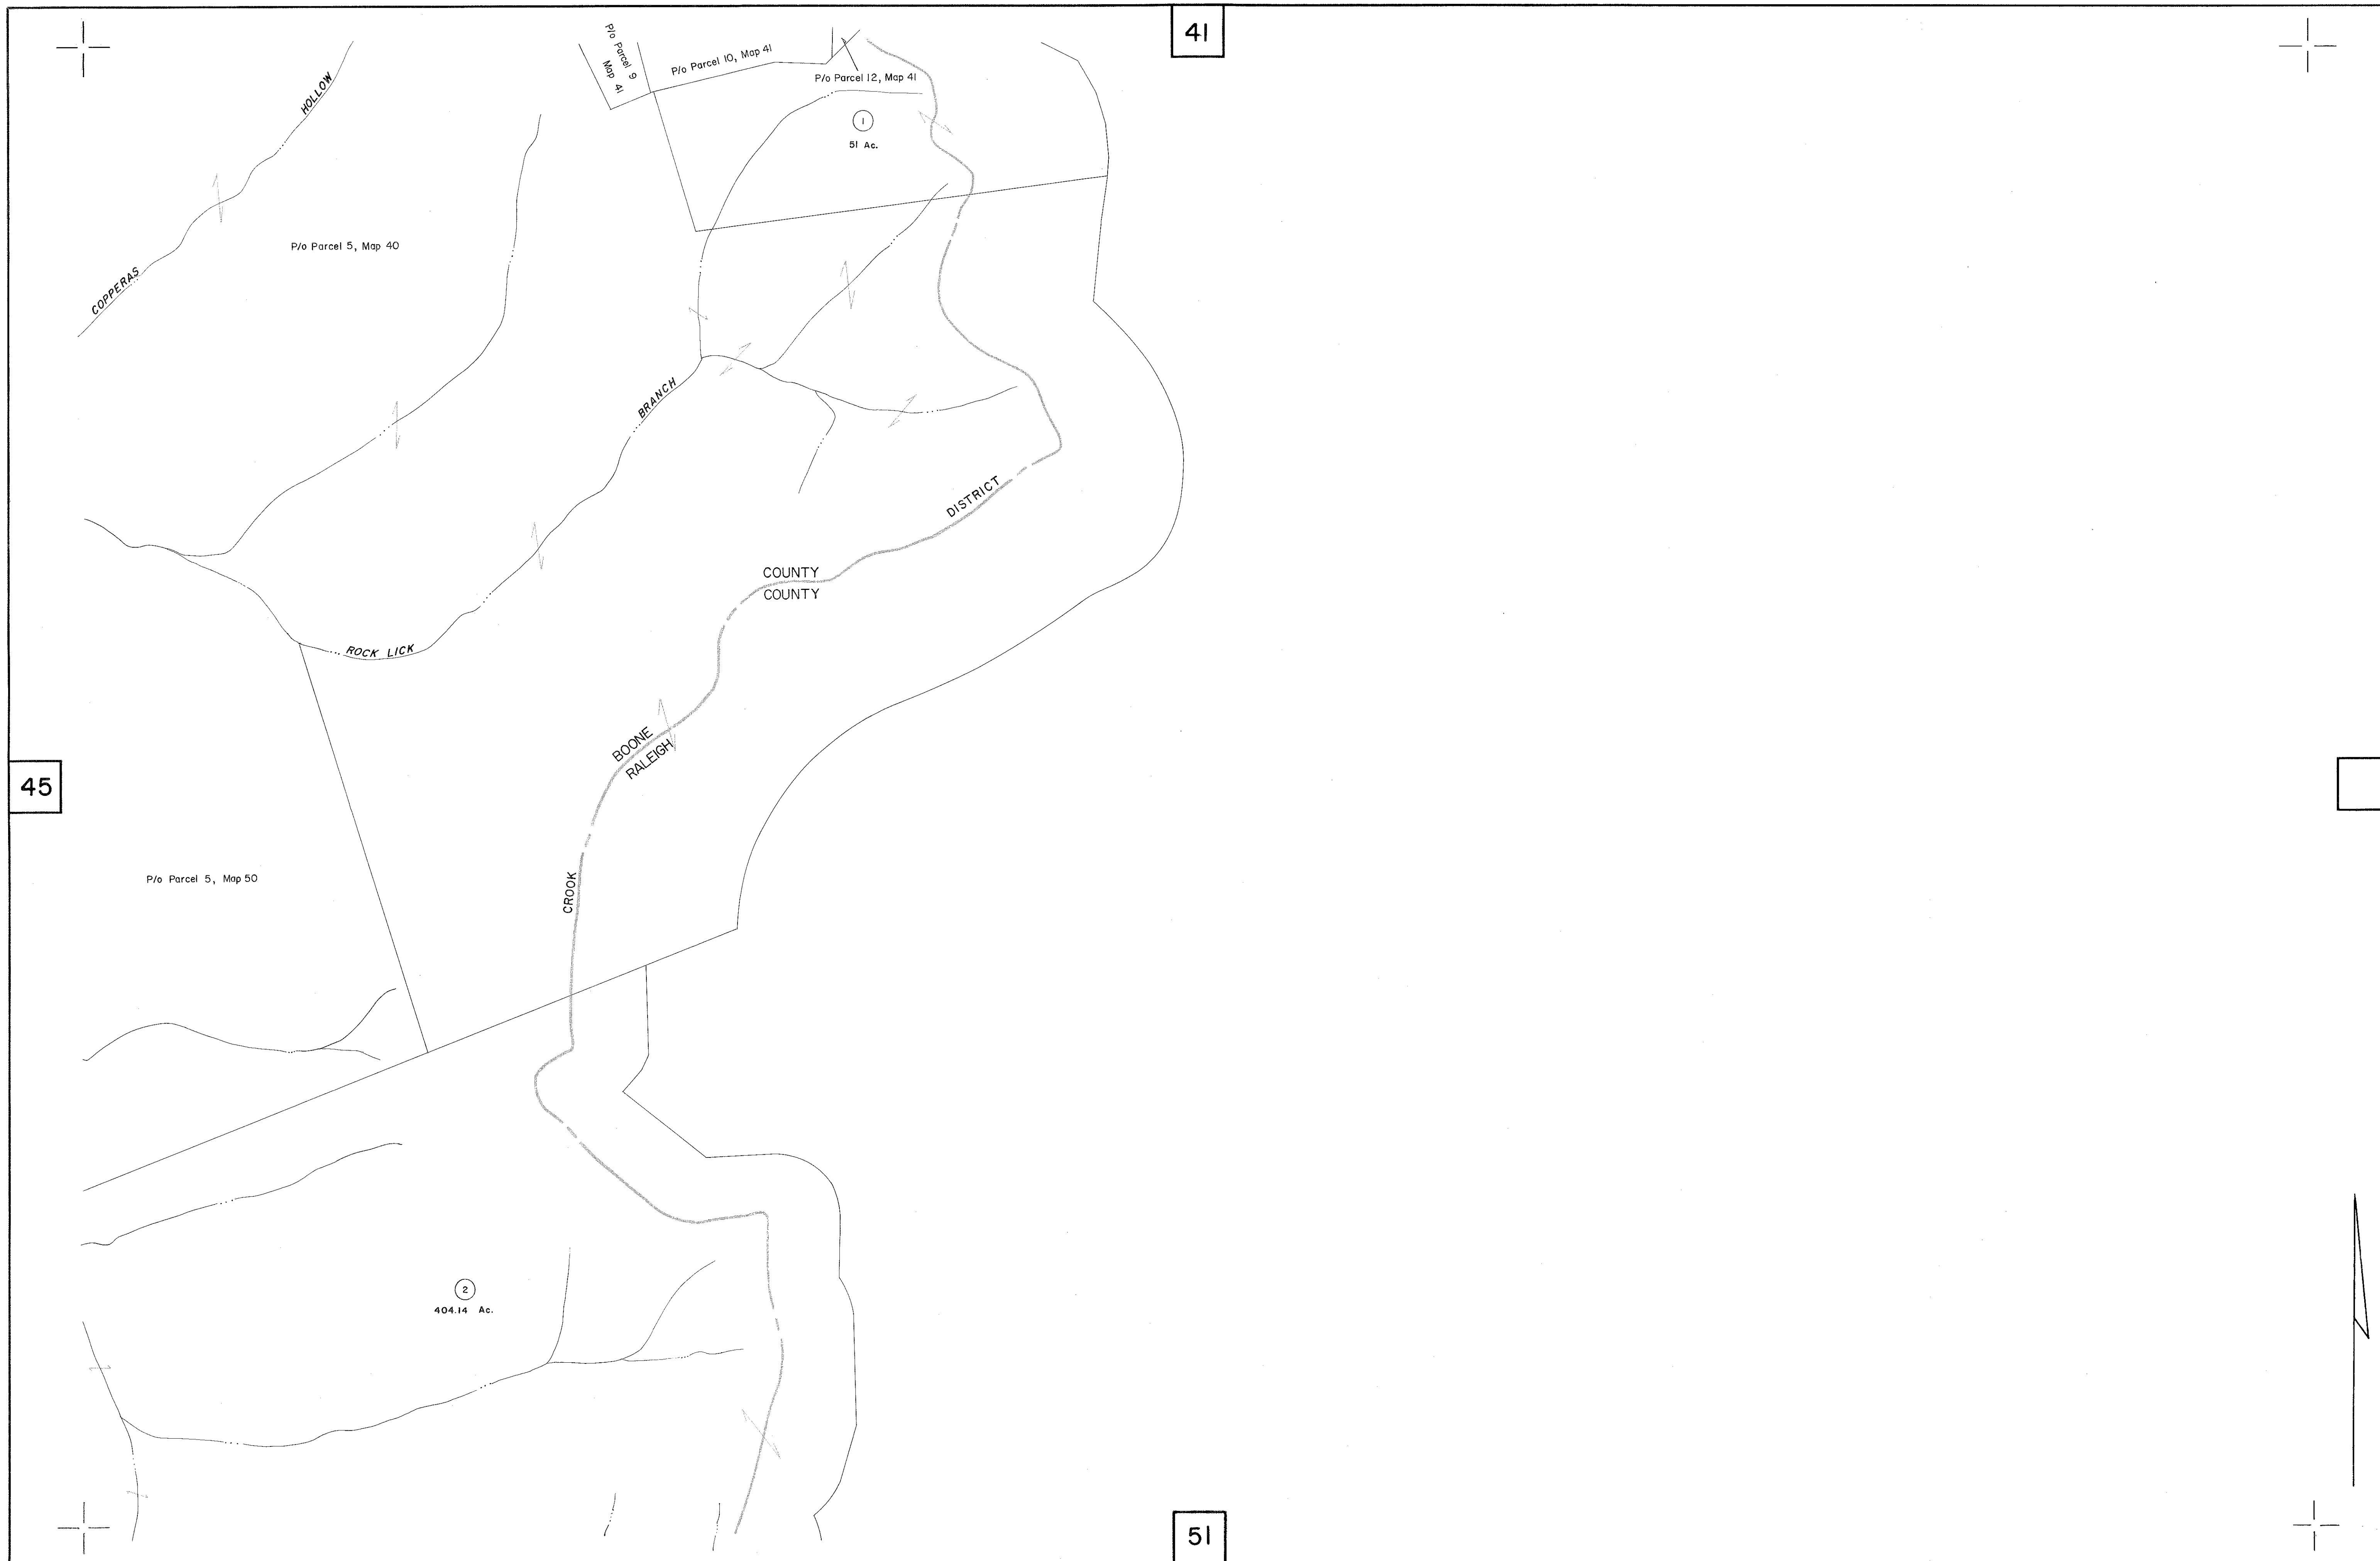 41
P/o Parcel 9
Map 41
P/o Parcel 10, Map 41
P/o Parcel 12, Map 41
1
51 Ac.
COPPERAS HOLLOW
P/o Parcel 5, Map 40
ROCK LICK BRANCH
DISTRICT
COUNTY
COUNTY
BOONE
RALEIGH
45
CROOK
P/o Parcel 5, Map 50
2
404.14 Ac.
51